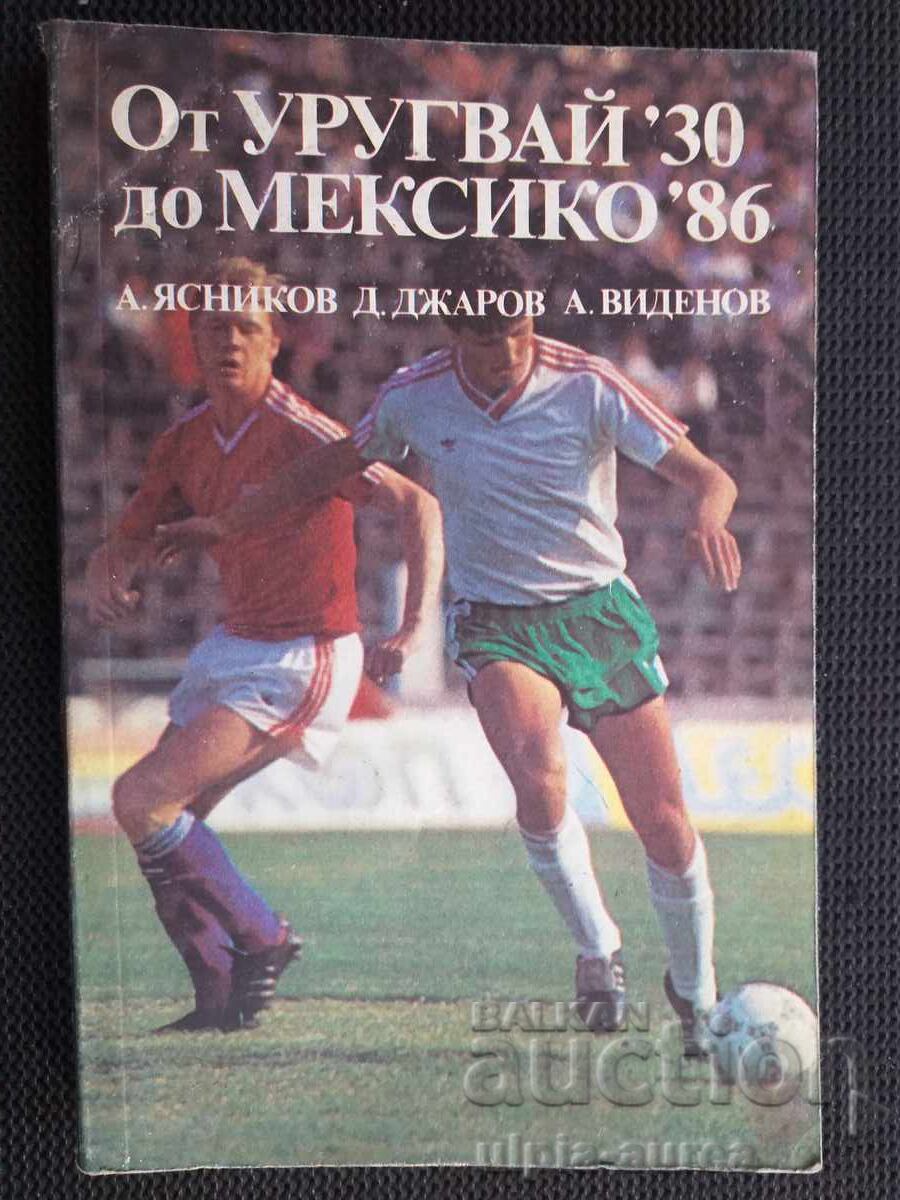 От УРУГВАЙ '30
до МЕКСИКО '86
А. ЯСНИКОВ Д. ДЖАРОВ А. ВИДЕНОВ
BALKAN
auction
ulpia-aurea